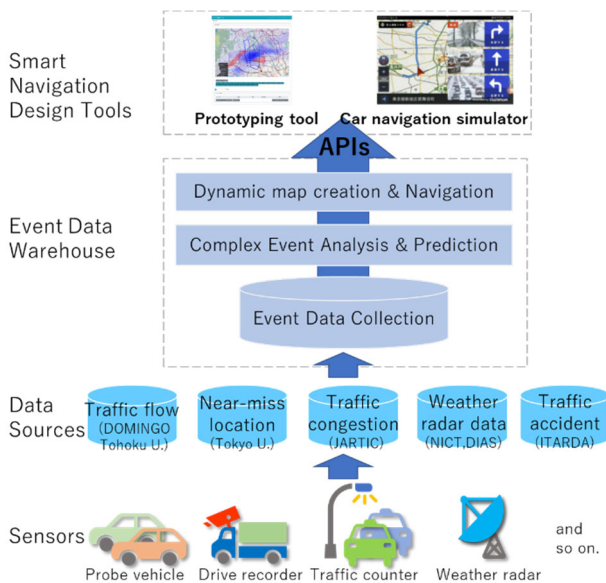 Smart
Navigation
Design Tools
Prototyping tool
Car navigation simulator
APIs
Event Data
Warehouse
Dynamic map creation & Navigation
Complex Event Analysis & Prediction
Event Data Collection
Data
Sources
Traffic flow
(DOMINGO
Tohoku U.)
Near-miss
location
(Tokyo U.)
Traffic
congestion
(JARTIC)
Weather
radar data
(NICT,DIAS)
Traffic
accident
(ITARDA)
Sensors
Probe vehicle
Drive recorder
Traffic counter
Weather radar
and
so on.